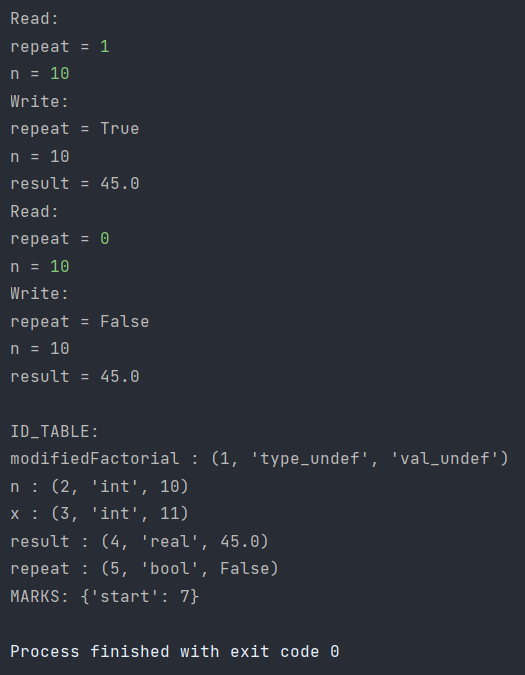 Read:
repeat = 1
n = 10
Write:
repeat = True
n = 10
result = 45.0
Read:
repeat = 0
n = 10
Write:
repeat = False
n = 10
result = 45.0
ID_TABLE:
modifiedFactorial : (1, 'type_undef', 'val_undef')
n : (2, 'int', 10)
x : (3, 'int', 11)
result : (4, 'real', 45.0)
repeat : (5, 'bool', False)
MARKS: {'start': 7}
Process finished with exit code 0